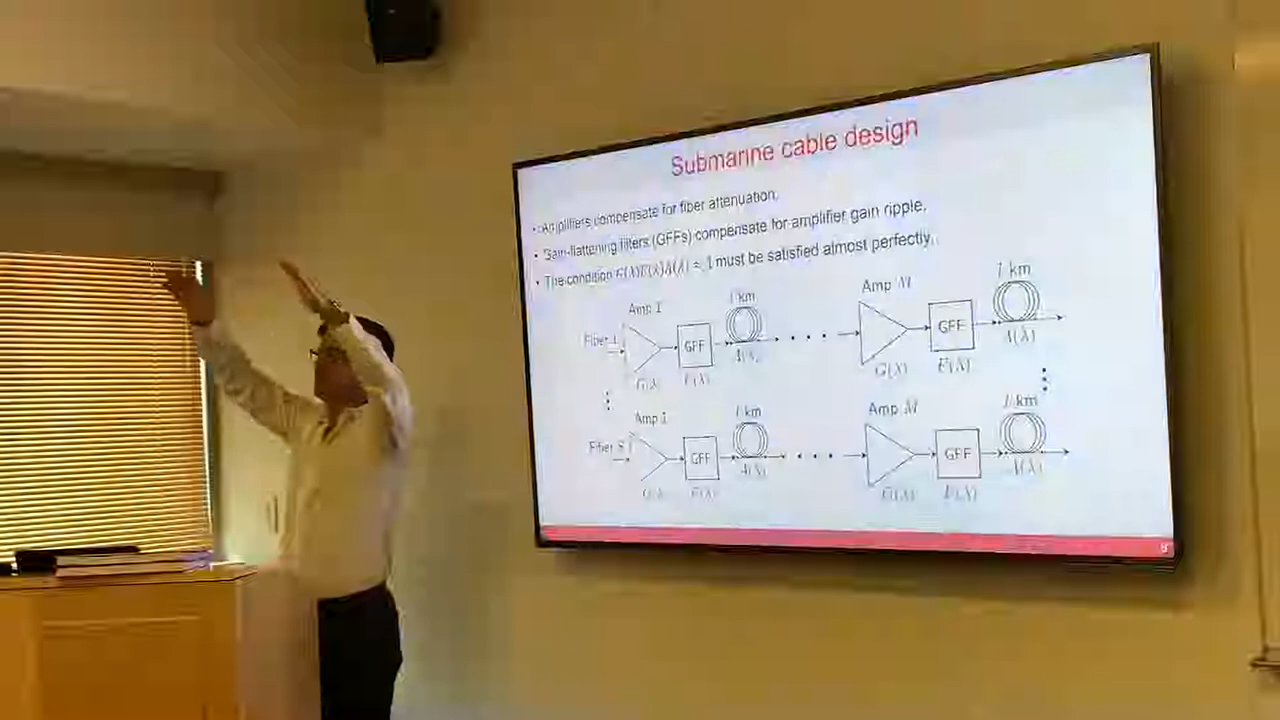 Submarine cable design
• Amplifiers compensate for fiber attenuation.
• Gain-flattening filters (GFFs) compensate for amplifier gain ripple.
• The condition G(λ)F(λ)A(λ) = 1 must be satisfied almost perfectly.
Amp 1 l km Amp M l km
Fiber 1 GFF . . . . GFF
G(λ) F(λ) A(λ) G(λ) F(λ) A(λ)
Amp 1 l km Amp M l km
Fiber S GFF . . . . GFF
G(λ) F(λ) A(λ) G(λ) F(λ) A(λ)